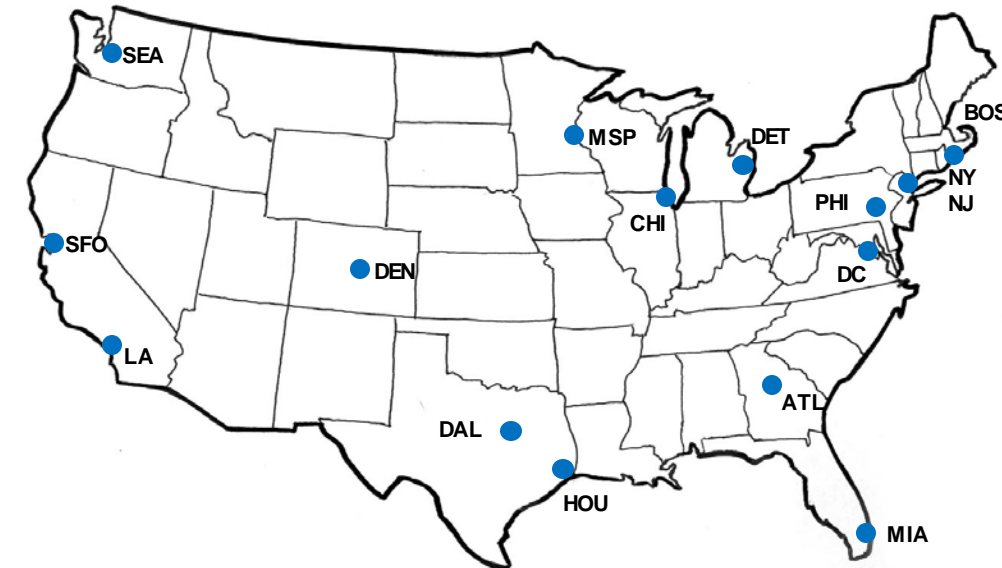 SEA
BOS
MSP
DET
NY
NJ
PHI
CHI
SFO
DEN
DC
LA
ATL
DAL
HOU
MIA